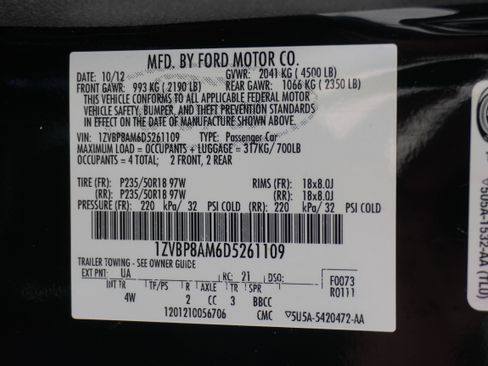 MFD. BY FORD MOTOR CO.
10/12 GVWR: 2041 KG ( 4500 LB)
FRONT GAWR: 993 KG ( 2190 LB) REAR GAWR: 1066 KG ( 2350 LB)
THIS VEHICLE CONFORMS TO ALL APPLICABLE FEDERAL MOTOR
VEHICLE SAFETY, BUMPER, AND THEFT PREVENTION STANDARDS IN
EFFECT ON THE DATE OF MANUFACTURE SHOWN ABOVE.
VIN: 1ZVBP8AM6D5261109 TYPE: Passenger Car
MAXIMUM LOAD = OCCUPANTS + LUGGAGE = 317KG/700LB
OCCUPANTS = 4 TOTAL; 2 FRONT, 2 REAR
TIRE (FR): P235/50R18 97W RIMS (FR): 18x8.0J
(RR): P235/50R18 97W (RR): 18x8.0J
PRESSURE (FR): 220 kPa/ 32 PSI COLD (RR): 220 kPa/ 32 PSI COLD
1ZVBP8AM6D5261109
TRAILER TOWING - SEE OWNER GUIDE
EXT PNT: UA RC: 21 DSO: F0073
INT TR TF/PS R AXLE TR SPR R0111
4W 2 CC 3 BBCC
1201210056706 CMC ▽5U5A-5420472-AA
▽5U5A-1532-AA (TLO)